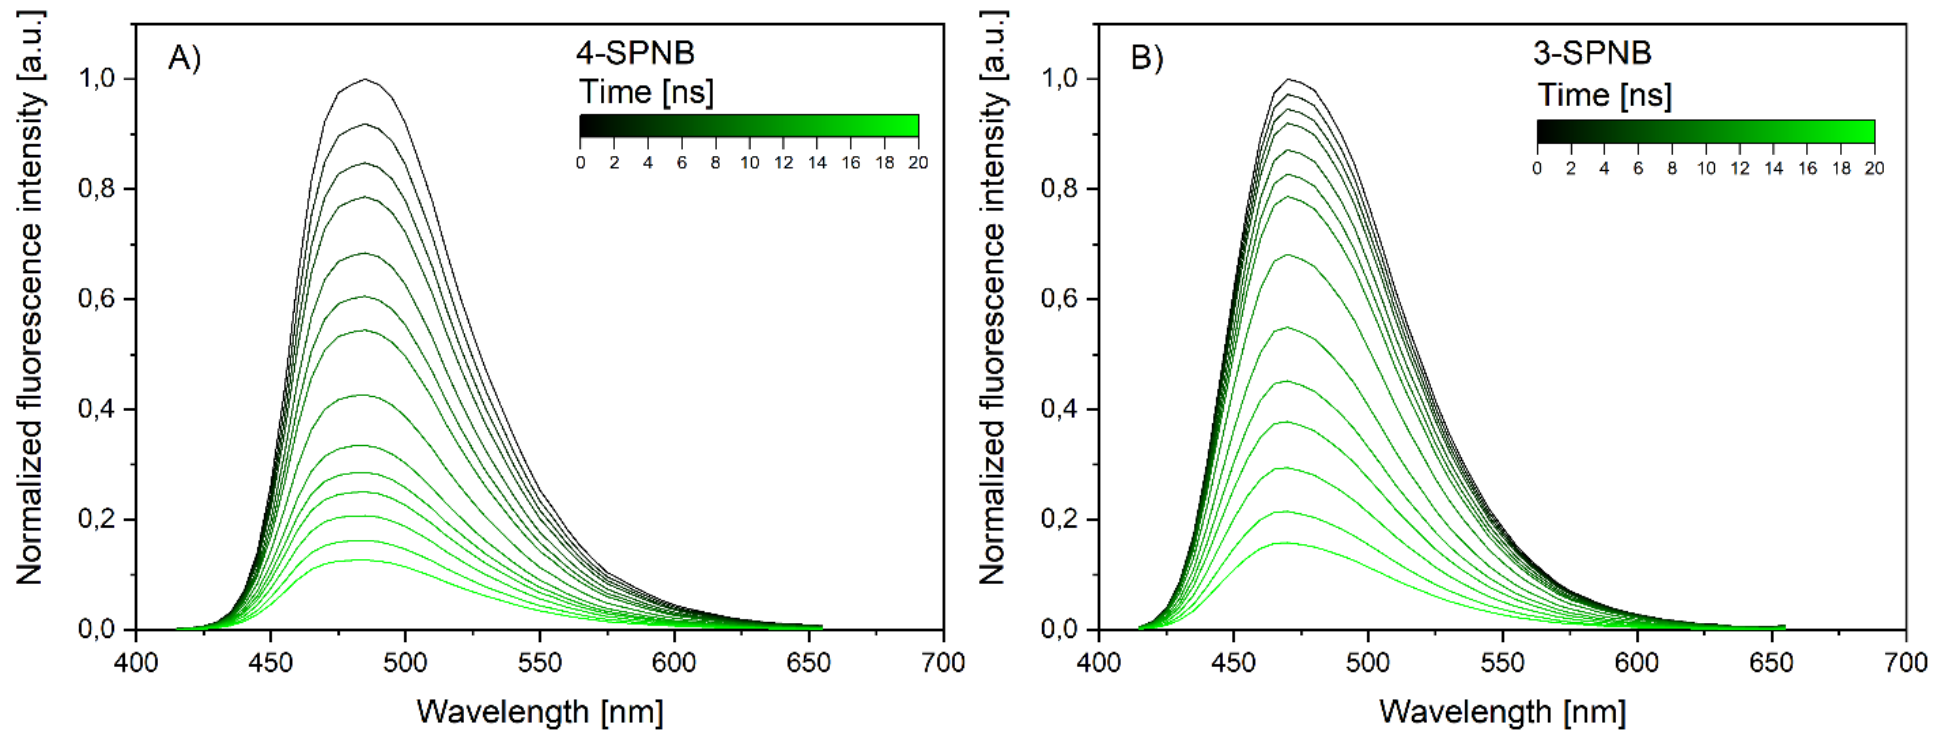 A)
4-SPNB
Time [ns]
0 2 4 6 8 10 12 14 16 18 20
Normalized fluorescence intensity [a.u.]
1,0
0,8
0,6
0,4
0,2
0,0
400 450 500 550 600 650 700
Wavelength [nm]
B)
3-SPNB
Time [ns]
0 2 4 6 8 10 12 14 16 18 20
Normalized fluorescence intensity [a.u.]
1,0
0,8
0,6
0,4
0,2
0,0
400 450 500 550 600 650 700
Wavelength [nm]